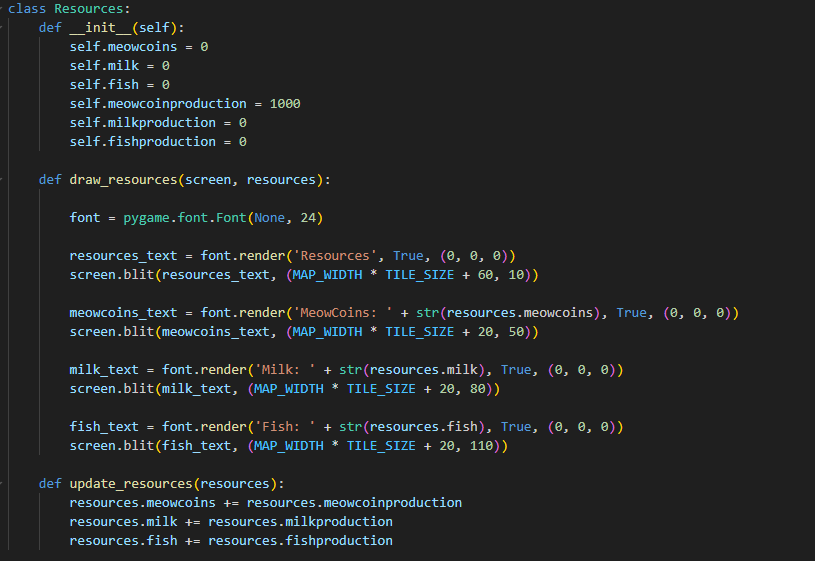 class Resources:
    def __init__(self):
        self.meowcoins = 0
        self.milk = 0
        self.fish = 0
        self.meowcoinproduction = 1000
        self.milkproduction = 0
        self.fishproduction = 0

    def draw_resources(screen, resources):

        font = pygame.font.Font(None, 24)

        resources_text = font.render('Resources', True, (0, 0, 0))
        screen.blit(resources_text, (MAP_WIDTH * TILE_SIZE + 60, 10))

        meowcoins_text = font.render('MeowCoins: ' + str(resources.meowcoins), True, (0, 0, 0))
        screen.blit(meowcoins_text, (MAP_WIDTH * TILE_SIZE + 20, 50))

        milk_text = font.render('Milk: ' + str(resources.milk), True, (0, 0, 0))
        screen.blit(milk_text, (MAP_WIDTH * TILE_SIZE + 20, 80))

        fish_text = font.render('Fish: ' + str(resources.fish), True, (0, 0, 0))
        screen.blit(fish_text, (MAP_WIDTH * TILE_SIZE + 20, 110))

    def update_resources(resources):
        resources.meowcoins += resources.meowcoinproduction
        resources.milk += resources.milkproduction
        resources.fish += resources.fishproduction